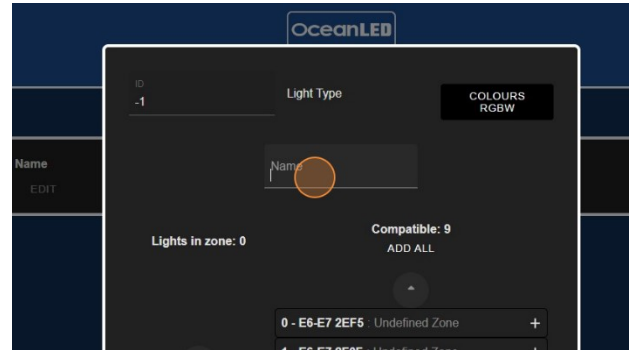 OceanLED
ID
-1
Light Type
COLOURS
RGBW
Name
Name
EDIT
Lights in zone: 0
Compatible: 9
ADD ALL
0 - E6-E7 2EF5 : Undefined Zone +